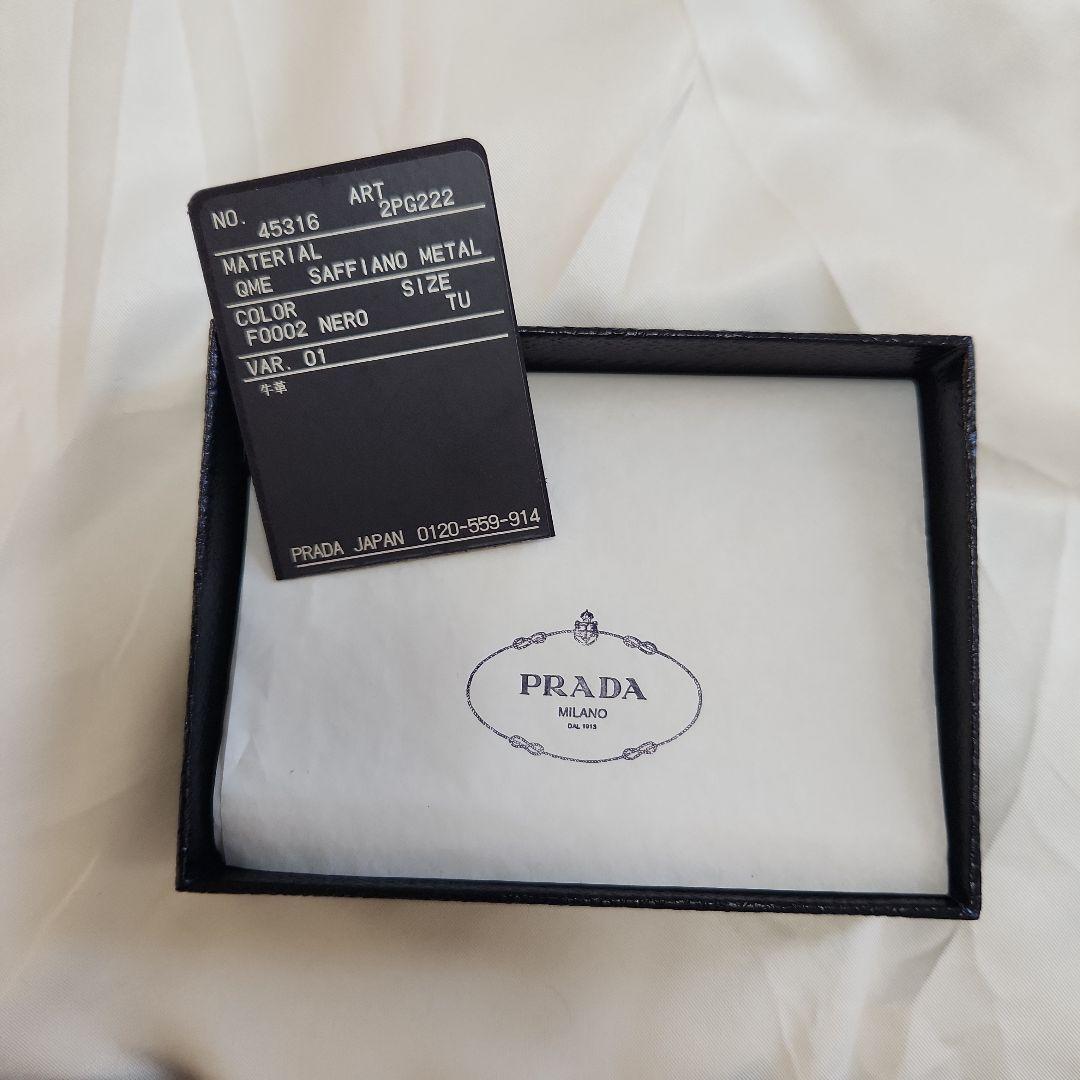 NO. ART
45316 2PG222
MATERIAL
QME SAFFIANO METAL
COLOR SIZE
F0002 NERO TU
VAR. 01
牛革
PRADA JAPAN 0120-559-914
PRADA
MILANO
DAL 1913